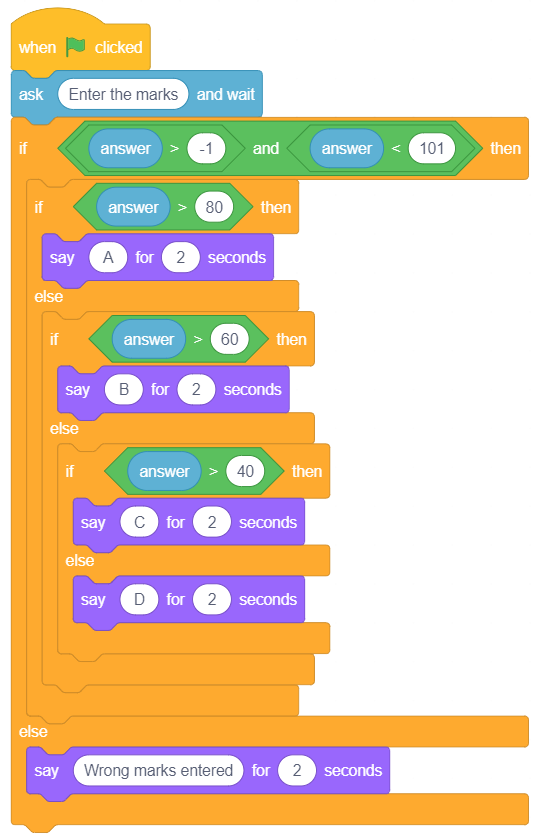 when clicked
ask Enter the marks and wait
if answer > -1 and answer < 101 then
if answer > 80 then
say A for 2 seconds
else
if answer > 60 then
say B for 2 seconds
else
if answer > 40 then
say C for 2 seconds
else
say D for 2 seconds
else
say Wrong marks entered for 2 seconds